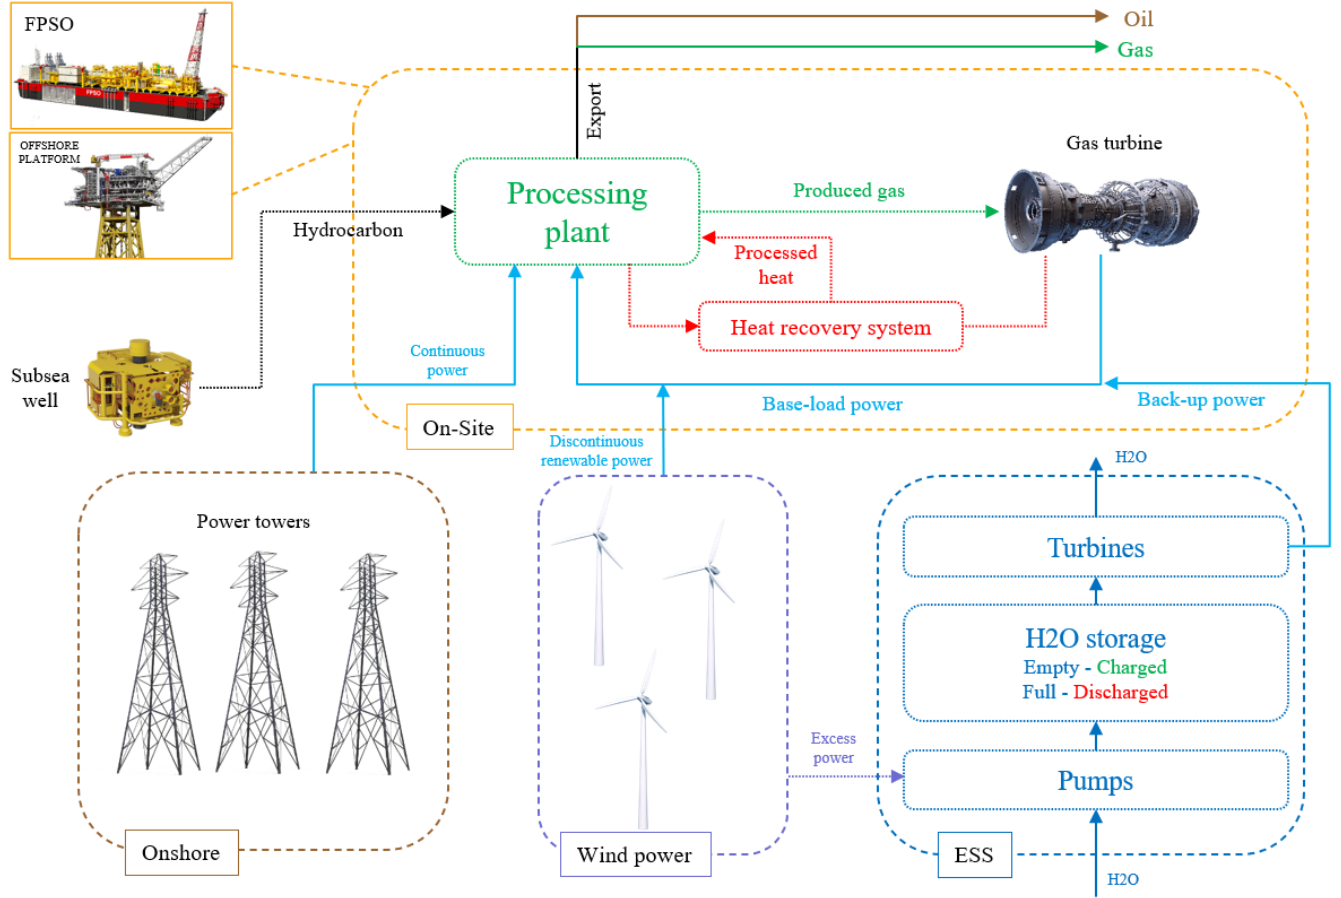 FPSO
FPSO
OFFSHORE
PLATFORM
Oil
Gas
Export
Gas turbine
Processing
plant
Produced gas
Hydrocarbon
Processed
heat
Heat recovery system
Continuous
power
Subsea
well
Base-load power
Back-up power
On-Site
Discontinuous
renewable power
H2O
Power towers
Turbines
H2O storage
Empty - Charged
Full - Discharged
Excess
power
Pumps
Onshore
Wind power
ESS
H2O